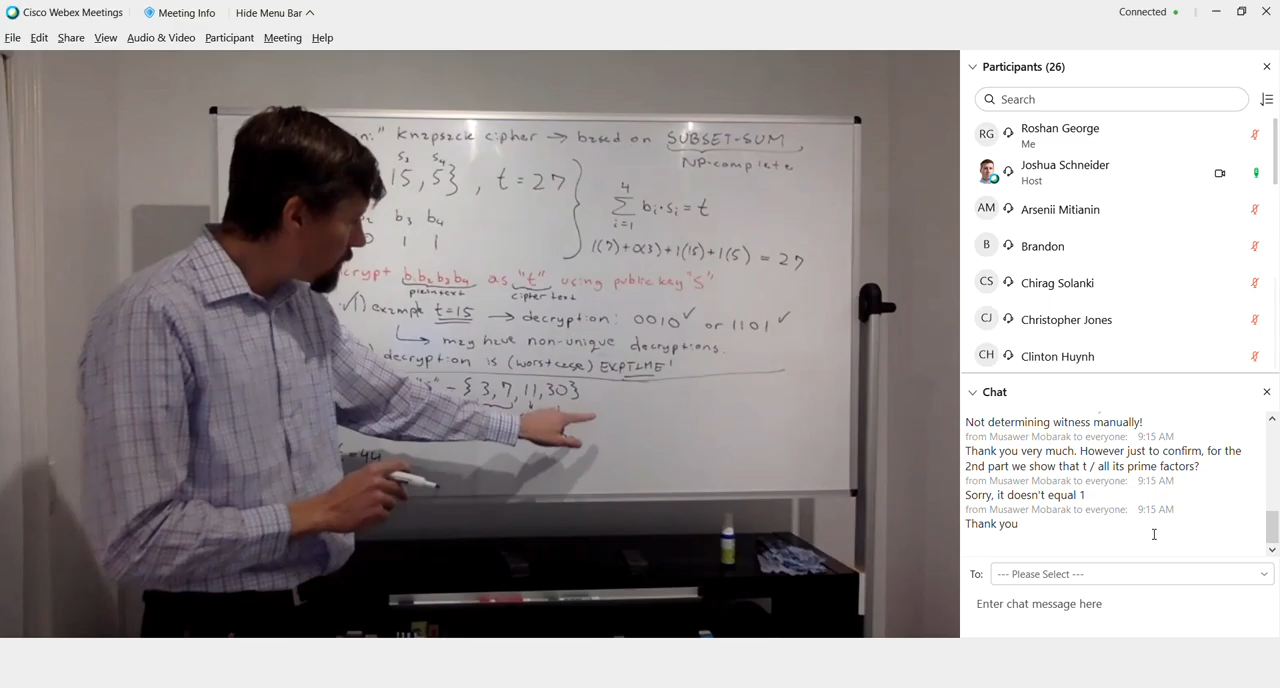 Cisco Webex Meetings Meeting Info Hide Menu Bar Connected
File Edit Share View Audio & Video Participant Meeting Help
in:" Knapsack cipher → based on SUBSET-SUM,
NP-complete
s3 s4
15, 5} , t = 27
b3 b4
0 1 1
4
Σ bi·si = t
i=1
1(7)+0(3)+1(15)+1(5) = 27
crypt b1b2b3b4 as "t" using public key "S"
plaintext ciphertext
1) example t=15 → decryption: 0010 ✓ or 1101 ✓
may have non-unique decryptions.
) decryption is (worst case) EXPTIME!
"S" - {3, 7, 11, 30}
t = 44
Participants (26)
Search
RG Roshan George
Me
Joshua Schneider
Host
AM Arsenii Mitianin
B Brandon
CS Chirag Solanki
CJ Christopher Jones
CH Clinton Huynh
Chat
Not determining witness manually!
from Musawer Mobarak to everyone: 9:15 AM
Thank you very much. However just to confirm, for the
2nd part we show that t / all its prime factors?
from Musawer Mobarak to everyone: 9:15 AM
Sorry, it doesn't equal 1
from Musawer Mobarak to everyone: 9:15 AM
Thank you
To: --- Please Select ---
Enter chat message here